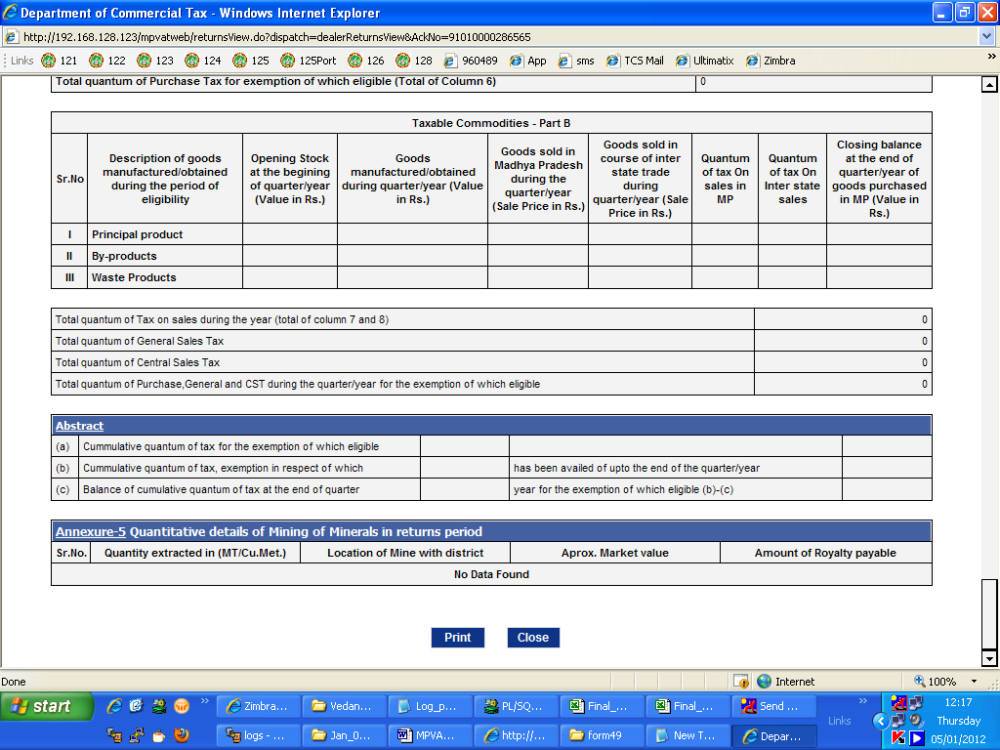 Department of Commercial Tax - Windows Internet Explorer
http://192.168.128.123/mpvatweb/returnsView.do?dispatch=dealerReturnsView&AckNo=91010000286565
Links 121 122 123 124 125 125Port 126 128 960489 App sms TCS Mail Ultimatix Zimbra »
Total quantum of Purchase Tax for exemption of which eligible (Total of Column 6) 0
Taxable Commodities - Part B
Sr.No
Description of goods
manufactured/obtained
during the period of
eligibility
Opening Stock
at the begining
of quarter/year
(Value in Rs.)
Goods
manufactured/obtained
during quarter/year (Value
in Rs.)
Goods sold in
Madhya Pradesh
during the
quarter/year
(Sale Price in Rs.)
Goods sold in
course of inter
state trade
during
quarter/year (Sale
Price in Rs.)
Quantum
of tax On
sales in
MP
Quantum
of tax On
Inter state
sales
Closing balance
at the end of
quarter/year of
goods purchased
in MP (Value in
Rs.)
I Principal product
II By-products
III Waste Products
Total quantum of Tax on sales during the year (total of column 7 and 8) 0
Total quantum of General Sales Tax 0
Total quantum of Central Sales Tax 0
Total quantum of Purchase,General and CST during the quarter/year for the exemption of which eligible 0
Abstract
(a) Cummulative quantum of tax for the exemption of which eligible
(b) Cummulative quantum of tax, exemption in respect of which has been availed of upto the end of the quarter/year
(c) Balance of cumulative quantum of tax at the end of quarter year for the exemption of which eligible (b)-(c)
Annexure-5 Quantitative details of Mining of Minerals in returns period
Sr.No. Quantity extracted in (MT/Cu.Met.) Location of Mine with district Aprox. Market value Amount of Royalty payable
No Data Found
Print Close
Done Internet 100%
start » Zimbra... Vedan... Log_p... PL/SQ... Final_... Final_... Send ... » 12:17
Links Thursday
logs - ... Jan_0... MPVA... http://... form49 New T... Depar... 05/01/2012